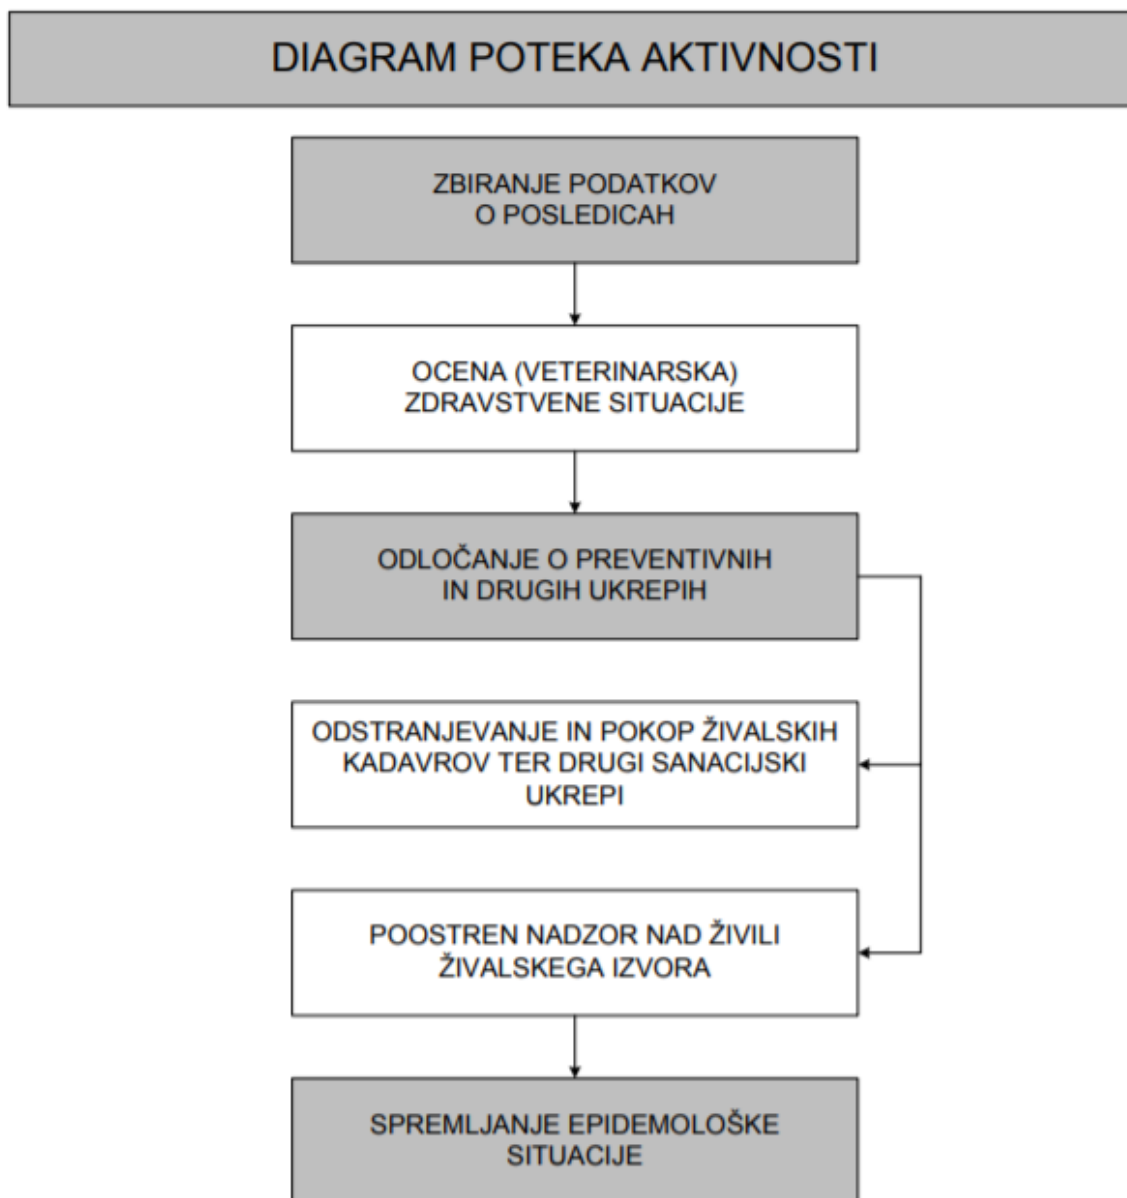 DIAGRAM POTEKA AKTIVNOSTI
ZBIRANJE PODATKOV
O POSLEDICAH
OCENA (VETERINARSKA)
ZDRAVSTVENE SITUACIJE
ODLOČANJE O PREVENTIVNIH
IN DRUGIH UKREPIH
ODSTRANJEVANJE IN POKOP ŽIVALSKIH
KADAVROV TER DRUGI SANACIJSKI
UKREPI
POOSTREN NADZOR NAD ŽIVILI
ŽIVALSKEGA IZVORA
SPREMLJANJE EPIDEMOLOŠKE
SITUACIJE